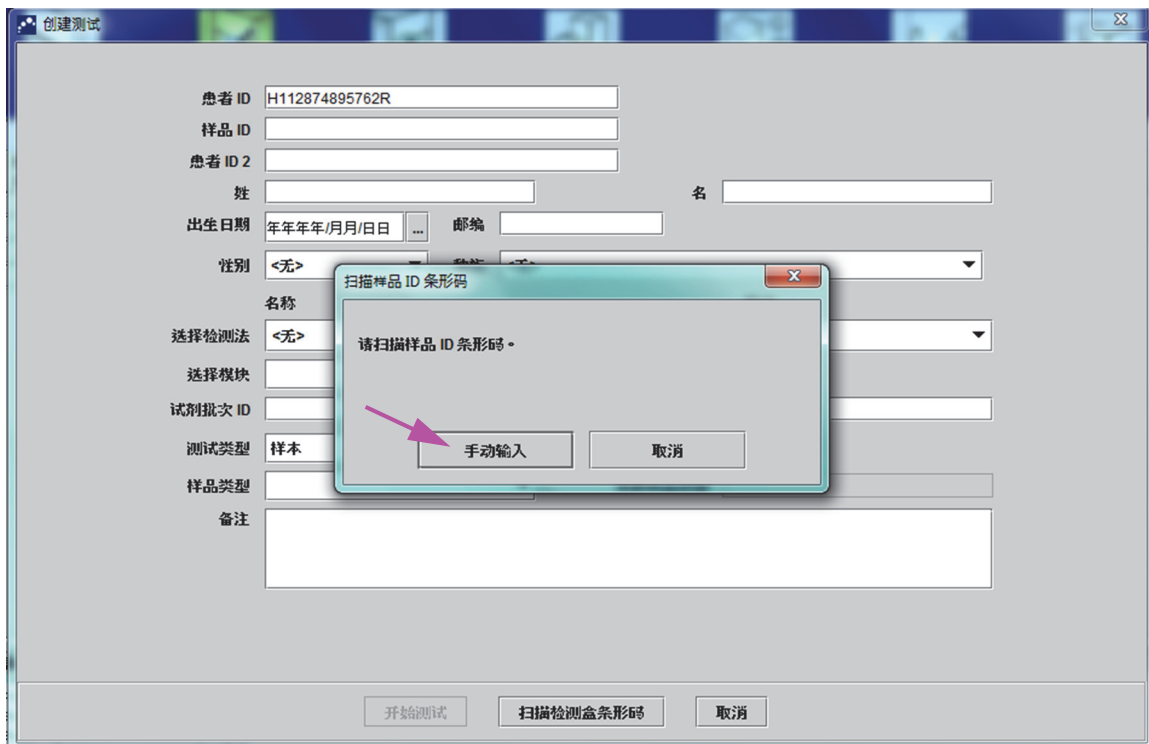 创建测试
患者 ID H112874895762R
样品 ID
患者 ID 2
姓 名
出生日期 年年年年/月月/日日 ... 邮编
性别 <无>
扫描样品 ID 条形码
名称
选择检测法 <无>
请扫描样品 ID 条形码。
选择模块
试剂批次 ID
测试类型 样本
手动输入 取消
样品类型
备注
开始测试 扫描检测盒条形码 取消